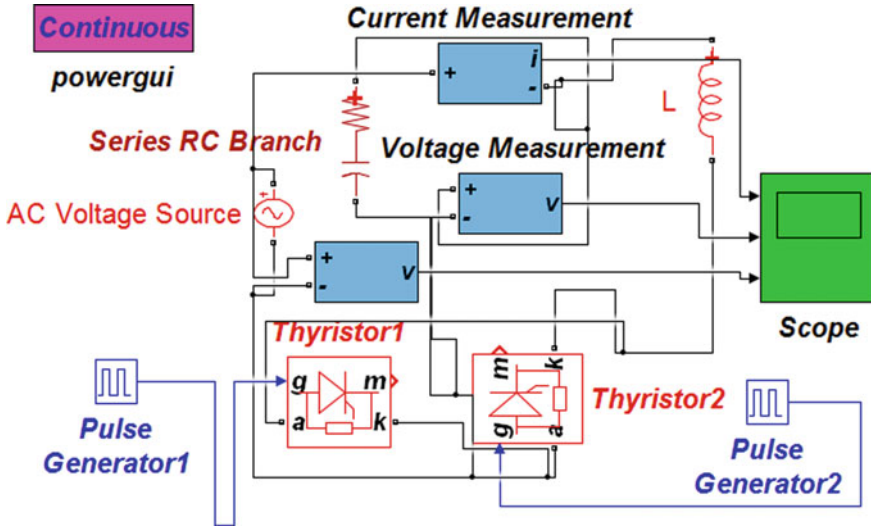 Continuous
powergui
Current Measurement
+
i
-
L
Series RC Branch
Voltage Measurement
+
-
v
AC Voltage Source
+
+
-
v
Scope
Thyristor1
g
m
a
k
Thyristor2
m
k
g
a
Pulse
Generator1
Pulse
Generator2